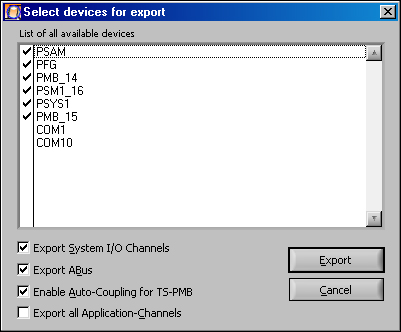 Select devices for export
List of all available devices
PSAM
PFG
PMB_14
PSM1_16
PSYS1
PMB_15
COM1
COM10
Export System I/O Channels
Export ABus
Enable Auto-Coupling for TS-PMB
Export all Application-Channels
Export
Cancel